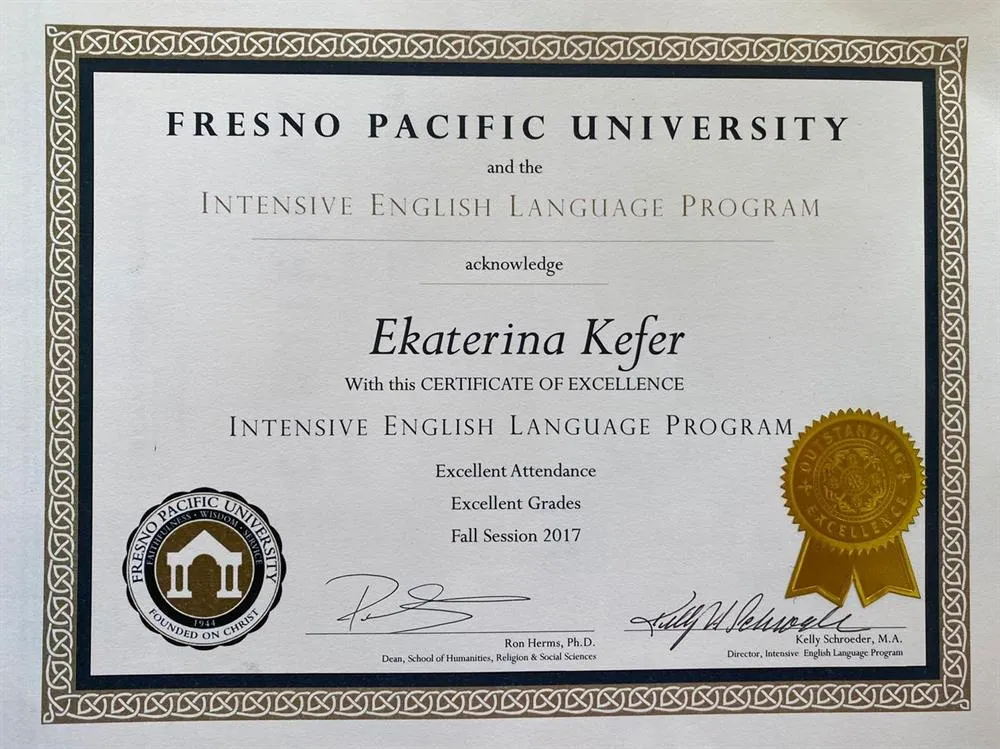 FRESNO PACIFIC UNIVERSITY
and the
INTENSIVE ENGLISH LANGUAGE PROGRAM
acknowledge
Ekaterina Kefer
With this CERTIFICATE OF EXCELLENCE
INTENSIVE ENGLISH LANGUAGE PROGRAM
Excellent Attendance
Excellent Grades
Fall Session 2017
OUTSTANDING
EXCELLENCE
FRESNO PACIFIC UNIVERSITY
FAITHFULNESS · WISDOM · SERVICE
1944
FOUNDED ON CHRIST
Kelly H Schroeder
Ron Herms, Ph.D.
Dean, School of Humanities, Religion & Social Sciences
Kelly Schroeder, M.A.
Director, Intensive English Language Program